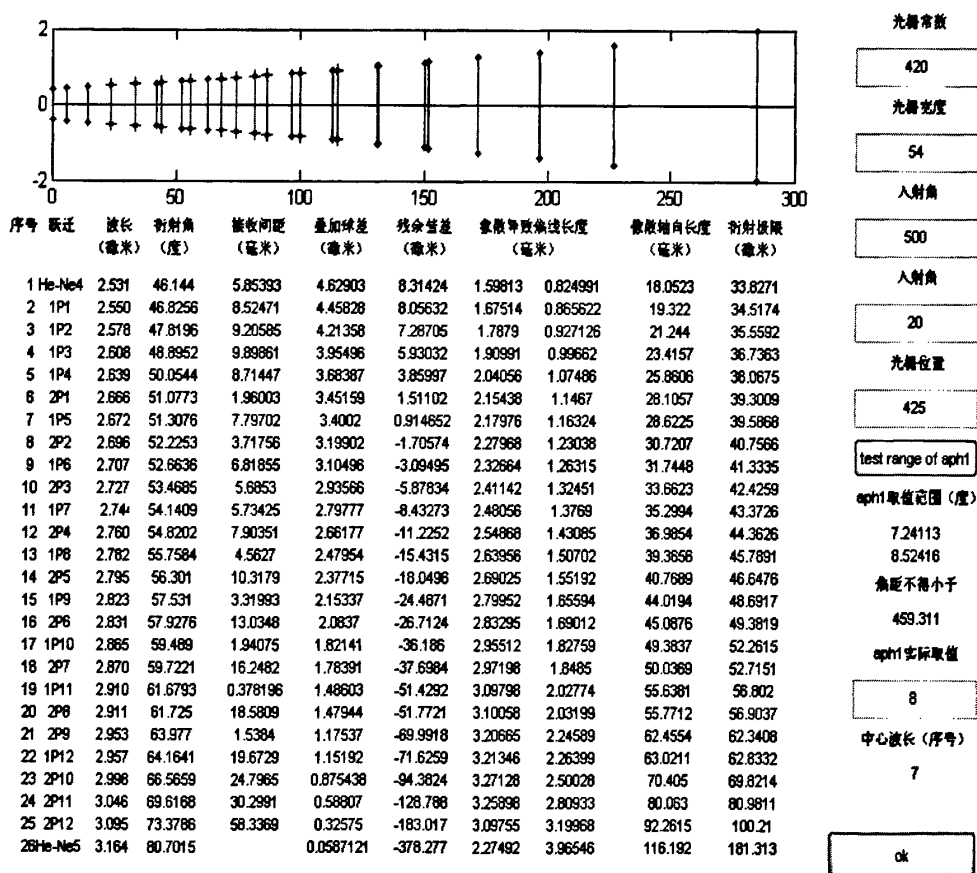 2
0
-2
0 50 100 150 200 250 300
序号 跃迁 波长 衍射角 接收间距 叠加球差 残余彗差 象散导致焦线长度 象散轴向长度 衍射极限
(微米) (度) (毫米) (微米) (微米) (毫米) (毫米) (微米)
1 He-Ne4 2.531 46.144 5.85393 4.62903 8.31424 1.59813 0.824991 18.0523 33.8271
2 1P1 2.550 46.8256 8.52471 4.45828 8.05632 1.67514 0.865622 19.322 34.5174
3 1P2 2.578 47.8196 9.20585 4.21358 7.28705 1.7879 0.927126 21.244 35.5592
4 1P3 2.608 48.8952 9.89861 3.95496 5.93032 1.90991 0.99662 23.4157 36.7363
5 1P4 2.639 50.0544 8.71447 3.68387 3.85997 2.04056 1.07486 25.8606 38.0675
6 2P1 2.666 51.0773 1.96003 3.45159 1.51102 2.15438 1.1467 28.1057 39.3009
7 1P5 2.672 51.3076 7.79702 3.4002 0.914652 2.17976 1.16324 28.6225 39.5868
8 2P2 2.696 52.2253 3.71756 3.19902 -1.70574 2.27968 1.23038 30.7207 40.7566
9 1P6 2.707 52.6636 6.81855 3.10496 -3.09495 2.32664 1.26315 31.7448 41.3335
10 2P3 2.727 53.4685 5.6853 2.93566 -5.87834 2.41142 1.32451 33.6623 42.4259
11 1P7 2.744 54.1409 5.73425 2.79777 -8.43273 2.48056 1.3769 35.2994 43.3726
12 2P4 2.760 54.8202 7.90351 2.66177 -11.2252 2.54868 1.43085 36.9854 44.3626
13 1P8 2.782 55.7584 4.5627 2.47954 -15.4315 2.63956 1.50702 39.3656 45.7891
14 2P5 2.795 56.301 10.3179 2.37715 -18.0496 2.69025 1.55192 40.7689 46.6476
15 1P9 2.823 57.531 3.31993 2.15337 -24.4871 2.79952 1.65594 44.0194 48.6917
16 2P6 2.831 57.9276 13.0348 2.0837 -26.7124 2.83295 1.69012 45.0876 49.3819
17 1P10 2.865 59.489 1.94075 1.82141 -36.186 2.95512 1.82759 49.3837 52.2615
18 2P7 2.870 59.7221 16.2482 1.78391 -37.6984 2.97198 1.8485 50.0369 52.7151
19 1P11 2.910 61.6793 0.378196 1.48603 -51.4292 3.09798 2.02774 55.6381 56.802
20 2P8 2.911 61.725 18.5809 1.47944 -51.7721 3.10058 2.03199 55.7712 56.9037
21 2P9 2.953 63.977 1.5384 1.17537 -69.9918 3.20665 2.24589 62.4554 62.3408
22 1P12 2.957 64.1641 19.6729 1.15192 -71.6259 3.21346 2.26399 63.0211 62.8332
23 2P10 2.998 66.5659 24.7965 0.875438 -94.3824 3.27128 2.50028 70.405 69.8214
24 2P11 3.046 69.6168 30.2991 0.58807 -128.788 3.25898 2.80933 80.063 80.9811
25 2P12 3.095 73.3786 58.3369 0.32575 -183.017 3.09755 3.19968 92.2615 100.21
26He-Ne5 3.164 80.7015 0.0587121 -378.277 2.27492 3.96546 116.192 181.313
光栅常数
420
光栅宽度
54
入射角
500
入射角
20
光栅位置
425
test range of aph1
aph1取值范围(度)
7.24113
8.52416
焦距不得小于
459.311
aph1实际取值
8
中心波长(序号)
7
ok